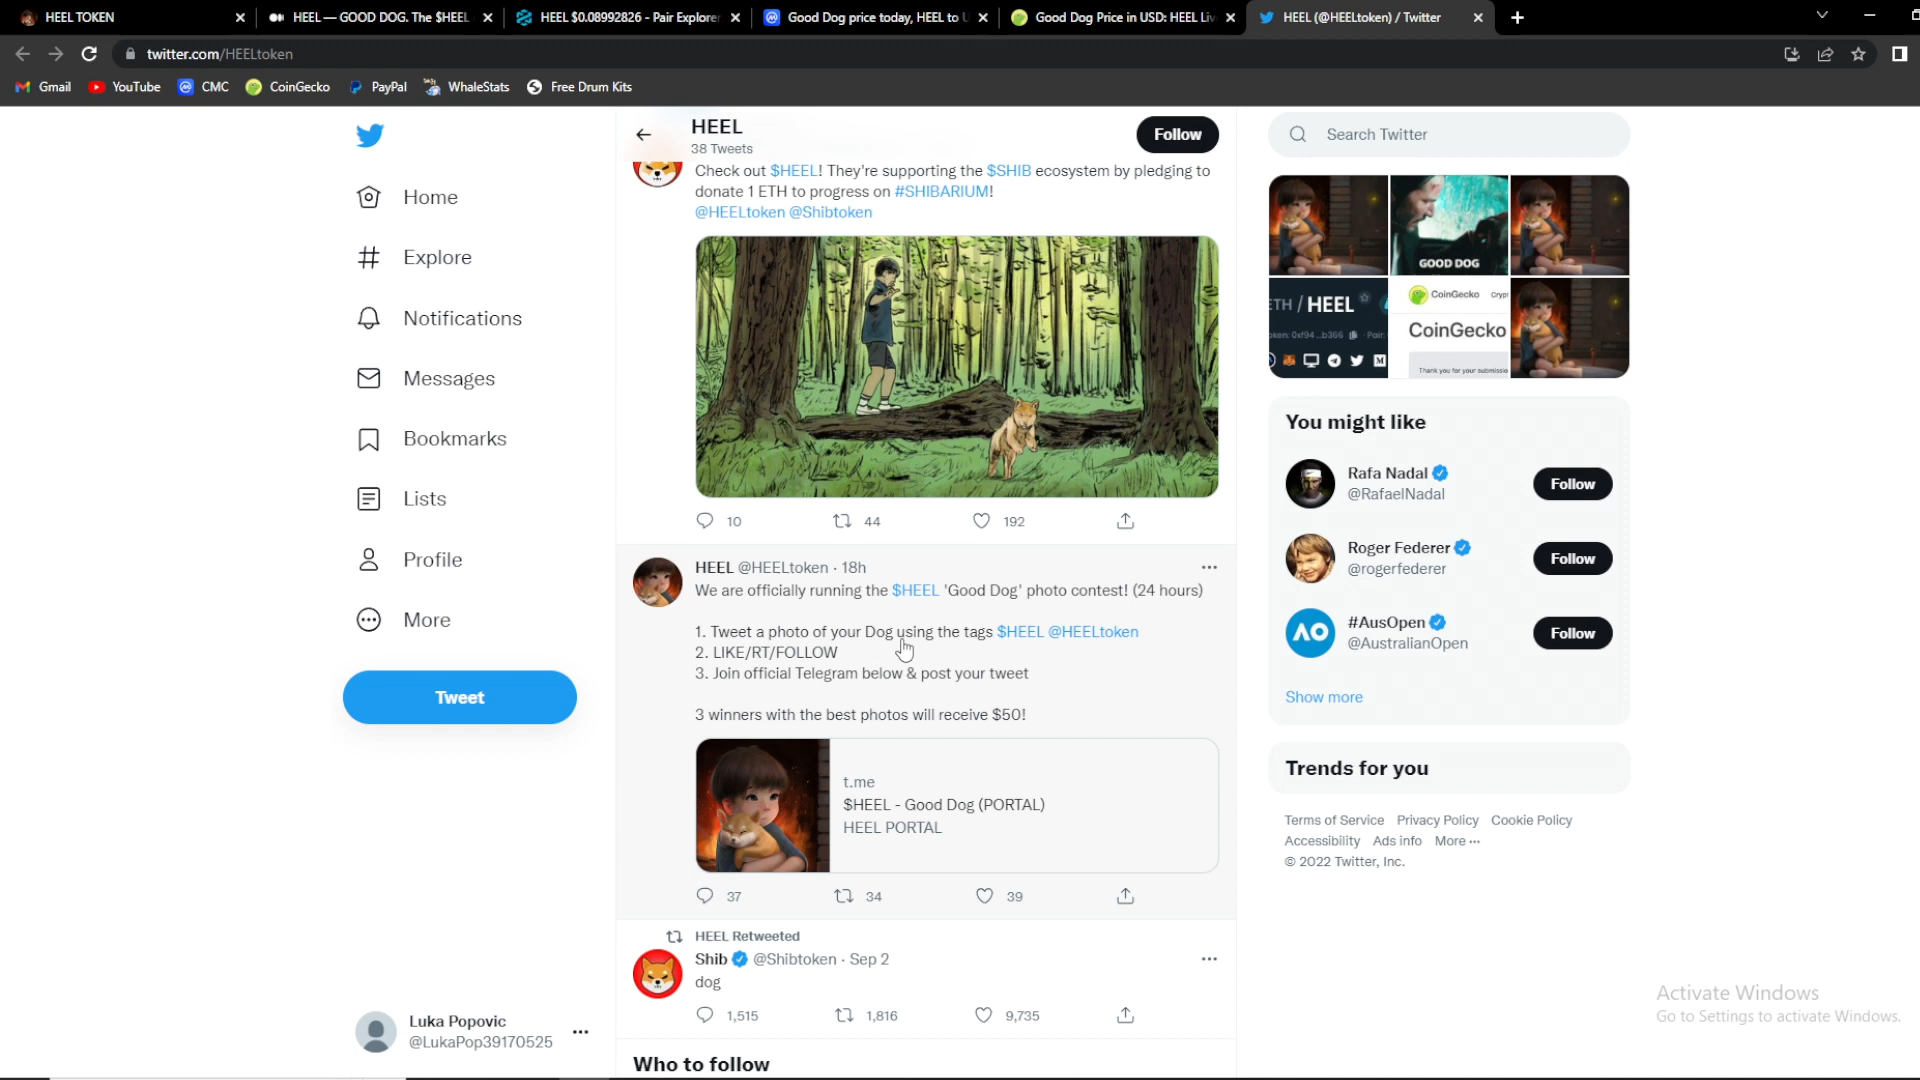 HEEL TOKEN
HEEL — GOOD DOG. The $HEEL
HEEL $0.08992826 - Pair Explorer
Good Dog price today, HEEL to U
Good Dog Price in USD: HEEL Liv
HEEL (@HEELtoken) / Twitter
twitter.com/HEELtoken
Gmail YouTube CMC CoinGecko PayPal WhaleStats Free Drum Kits
Home
Explore
Notifications
Messages
Bookmarks
Lists
Profile
More
Tweet
Luka Popovic
@LukaPop39170525
HEEL
38 Tweets
Follow
Check out $HEEL! They're supporting the $SHIB ecosystem by pledging to
donate 1 ETH to progress on #SHIBARIUM!
@HEELtoken @Shibtoken
10 44 192
HEEL @HEELtoken · 18h
We are officially running the $HEEL 'Good Dog' photo contest! (24 hours)
1. Tweet a photo of your Dog using the tags $HEEL @HEELtoken
2. LIKE/RT/FOLLOW
3. Join official Telegram below & post your tweet
3 winners with the best photos will receive $50!
t.me
$HEEL - Good Dog (PORTAL)
HEEL PORTAL
37 34 39
HEEL Retweeted
Shib @Shibtoken · Sep 2
dog
1,515 1,816 9,735
Who to follow
Search Twitter
GOOD DOG
ETH / HEEL
CoinGecko
CoinGecko
Thank you for your submissio
You might like
Rafa Nadal
@RafaelNadal
Follow
Roger Federer
@rogerfederer
Follow
AO
#AusOpen
@AustralianOpen
Follow
Show more
Trends for you
Terms of Service Privacy Policy Cookie Policy
Accessibility Ads info More ···
© 2022 Twitter, Inc.
Activate Windows
Go to Settings to activate Windows.